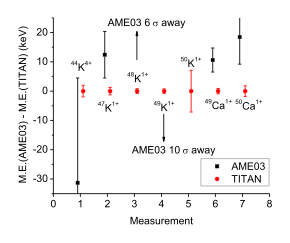 AME03 6 σ away
M.E.(AME03) - M.E.(TITAN) (keV)
20
10
0
-10
-20
-30
⁴⁴K⁴⁺
⁴⁷K¹⁺
⁴⁸K¹⁺
⁴⁹K¹⁺
⁵⁰K¹⁺
⁴⁹Ca¹⁺
⁵⁰Ca¹⁺
AME03 10 σ away
AME03
TITAN
0 1 2 3 4 5 6 7 8
Measurement